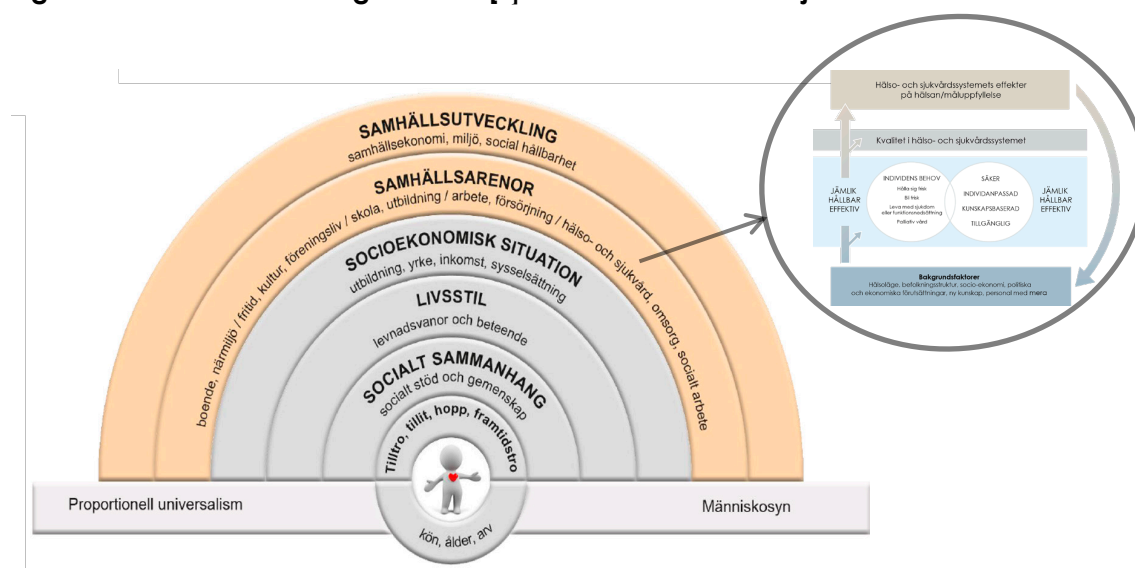 SAMHÄLLSUTVECKLING
samhällsekonomi, miljö, social hållbarhet
SAMHÄLLSARENOR
boende, närmiljö / fritid, kultur, föreningsliv / skola, utbildning / arbete, försörjning / hälso- och sjukvård, omsorg, socialt arbete
SOCIOEKONOMISK SITUATION
utbildning, yrke, inkomst, sysselsättning
LIVSSTIL
levnadsvanor och beteende
SOCIALT SAMMANHANG
socialt stöd och gemenskap
Tilltro, tillit, hopp, framtidstro
kön, ålder, arv
Proportionell universalism
Människosyn
Hälso- och sjukvårdssystemets effekter
på hälsan/måluppfyllelse
Kvalitet i hälso- och sjukvårdssystemet
JÄMLIK
HÅLLBAR
EFFEKTIV
INDIVIDENS BEHOV
Hålla sig frisk
Bli frisk
Leva med sjukdom
eller funktionsnedsättning
Palliativ vård
SÄKER
INDIVIDANPASSAD
KUNSKAPSBASERAD
TILLGÄNGLIG
JÄMLIK
HÅLLBAR
EFFEKTIV
Bakgrundsfaktorer
Hälsoläge, befolkningsstruktur, socio-ekonomi, politiska
och ekonomiska förutsättningar, ny kunskap, personal med mera